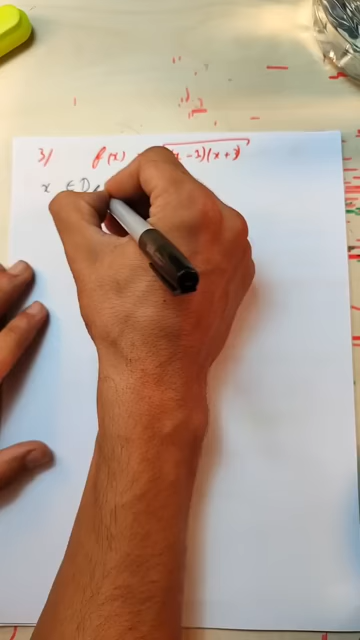 3/ f(x) √(x - 3)(x + 3)
x ∈ D